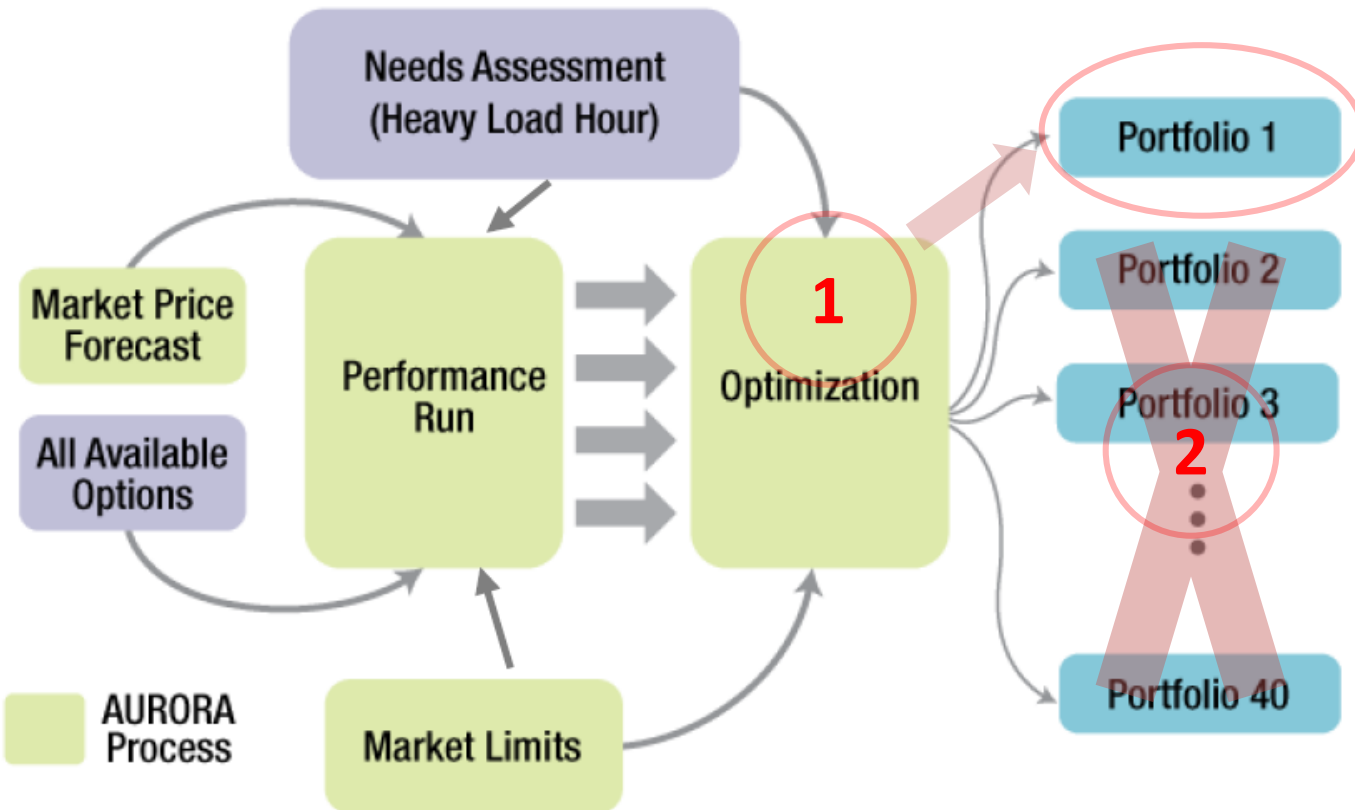 Needs Assessment
(Heavy Load Hour)
Portfolio 1
1
Portfolio 2
Market Price
Forecast
Performance
Run
Optimization
Portfolio 3
2
All Available
Options
Portfolio 40
AURORA
Process
Market Limits